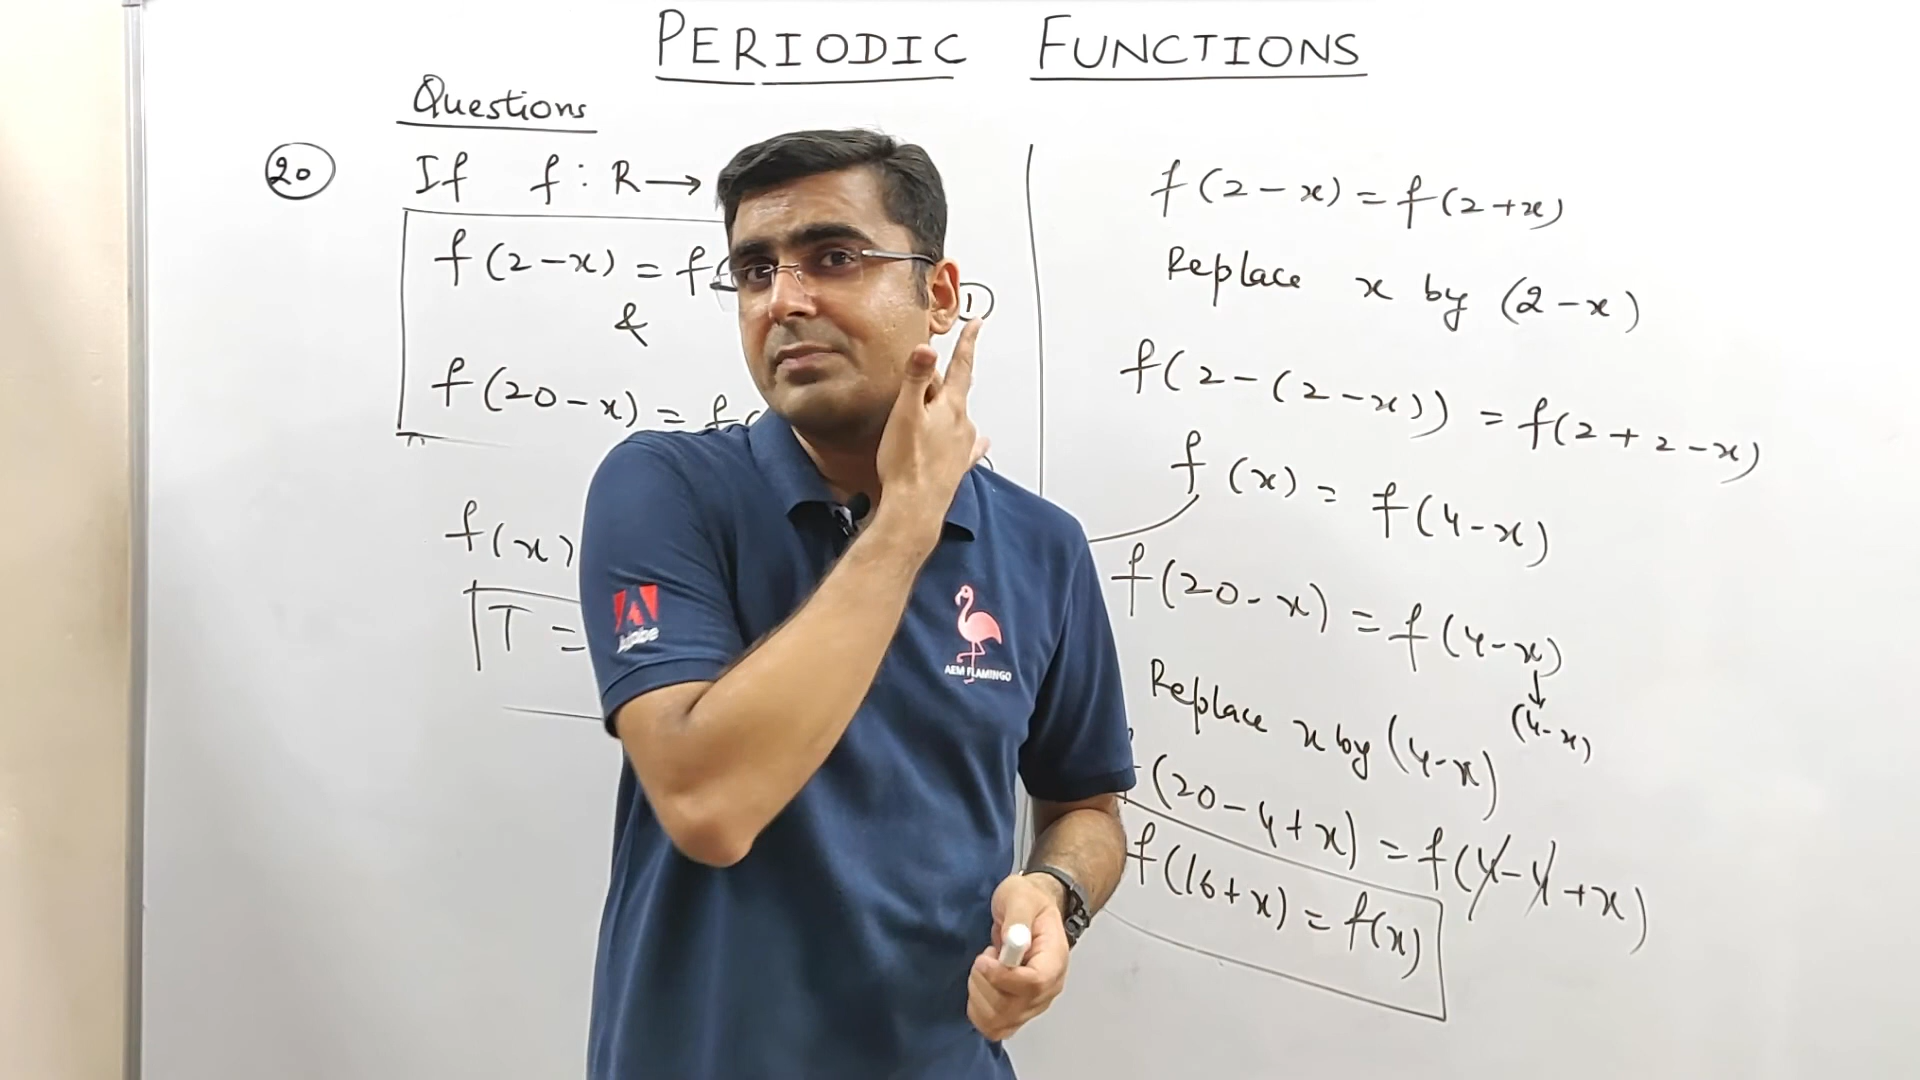 PERIODIC FUNCTIONS
Questions
20 If f : R →
f(2-x) = f(
1
&
f(20-x) = f(
f(x)
T =
f(2-x) = f(2+x)
Replace x by (2-x)
f(2-(2-x)) = f(2+2-x)
f(x) = f(4-x)
f(20-x) = f(4-x)
↓
(4-x)
Replace x by (4-x)
f(20-4+x) = f(4-4+x)
f(16+x) = f(x)
Adobe
AEM FLAMINGO